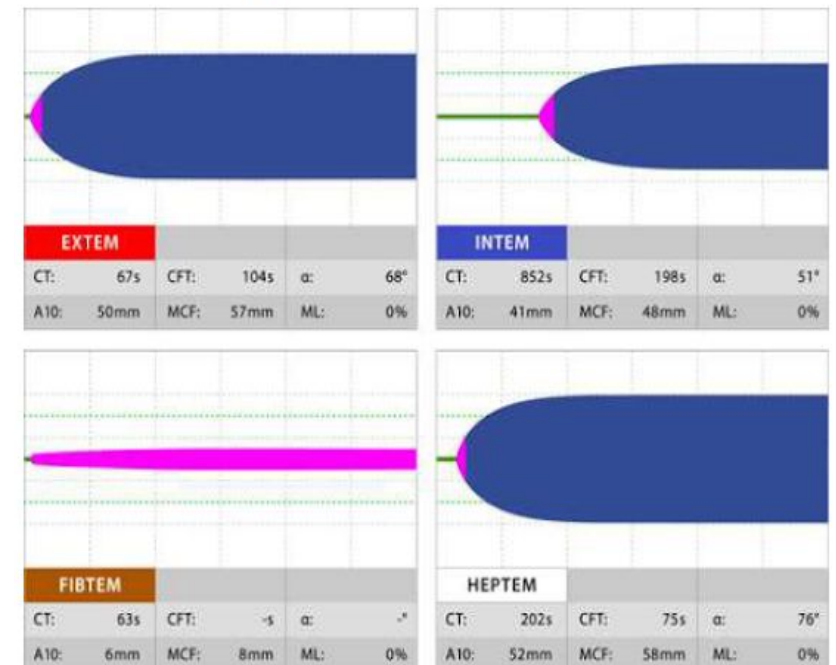 EXTEM
CT: 67s CFT: 104s α: 68°
A10: 50mm MCF: 57mm ML: 0%
INTEM
CT: 852s CFT: 198s α: 51°
A10: 41mm MCF: 48mm ML: 0%
FIBTEM
CT: 63s CFT: -s α: -°
A10: 6mm MCF: 8mm ML: 0%
HEPTEM
CT: 202s CFT: 75s α: 76°
A10: 52mm MCF: 58mm ML: 0%